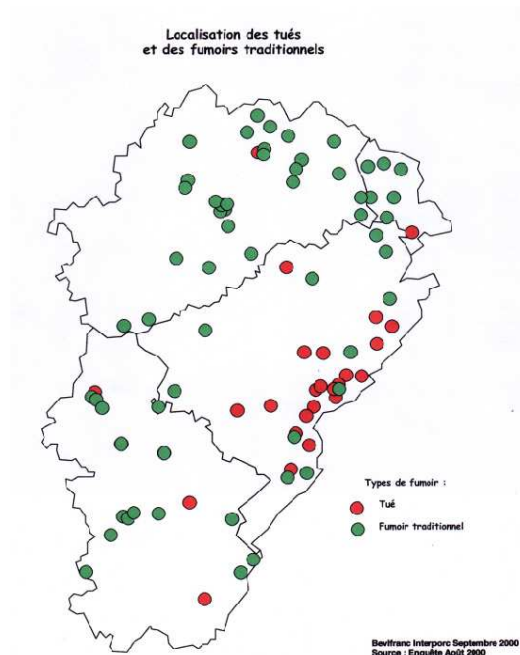 Localisation des tués
et des fumoirs traditionnels
Types de fumoir :
Tué
Fumoir traditionnel
Bevifranc Interporc Septembre 2000
Source : Enquête Août 2000